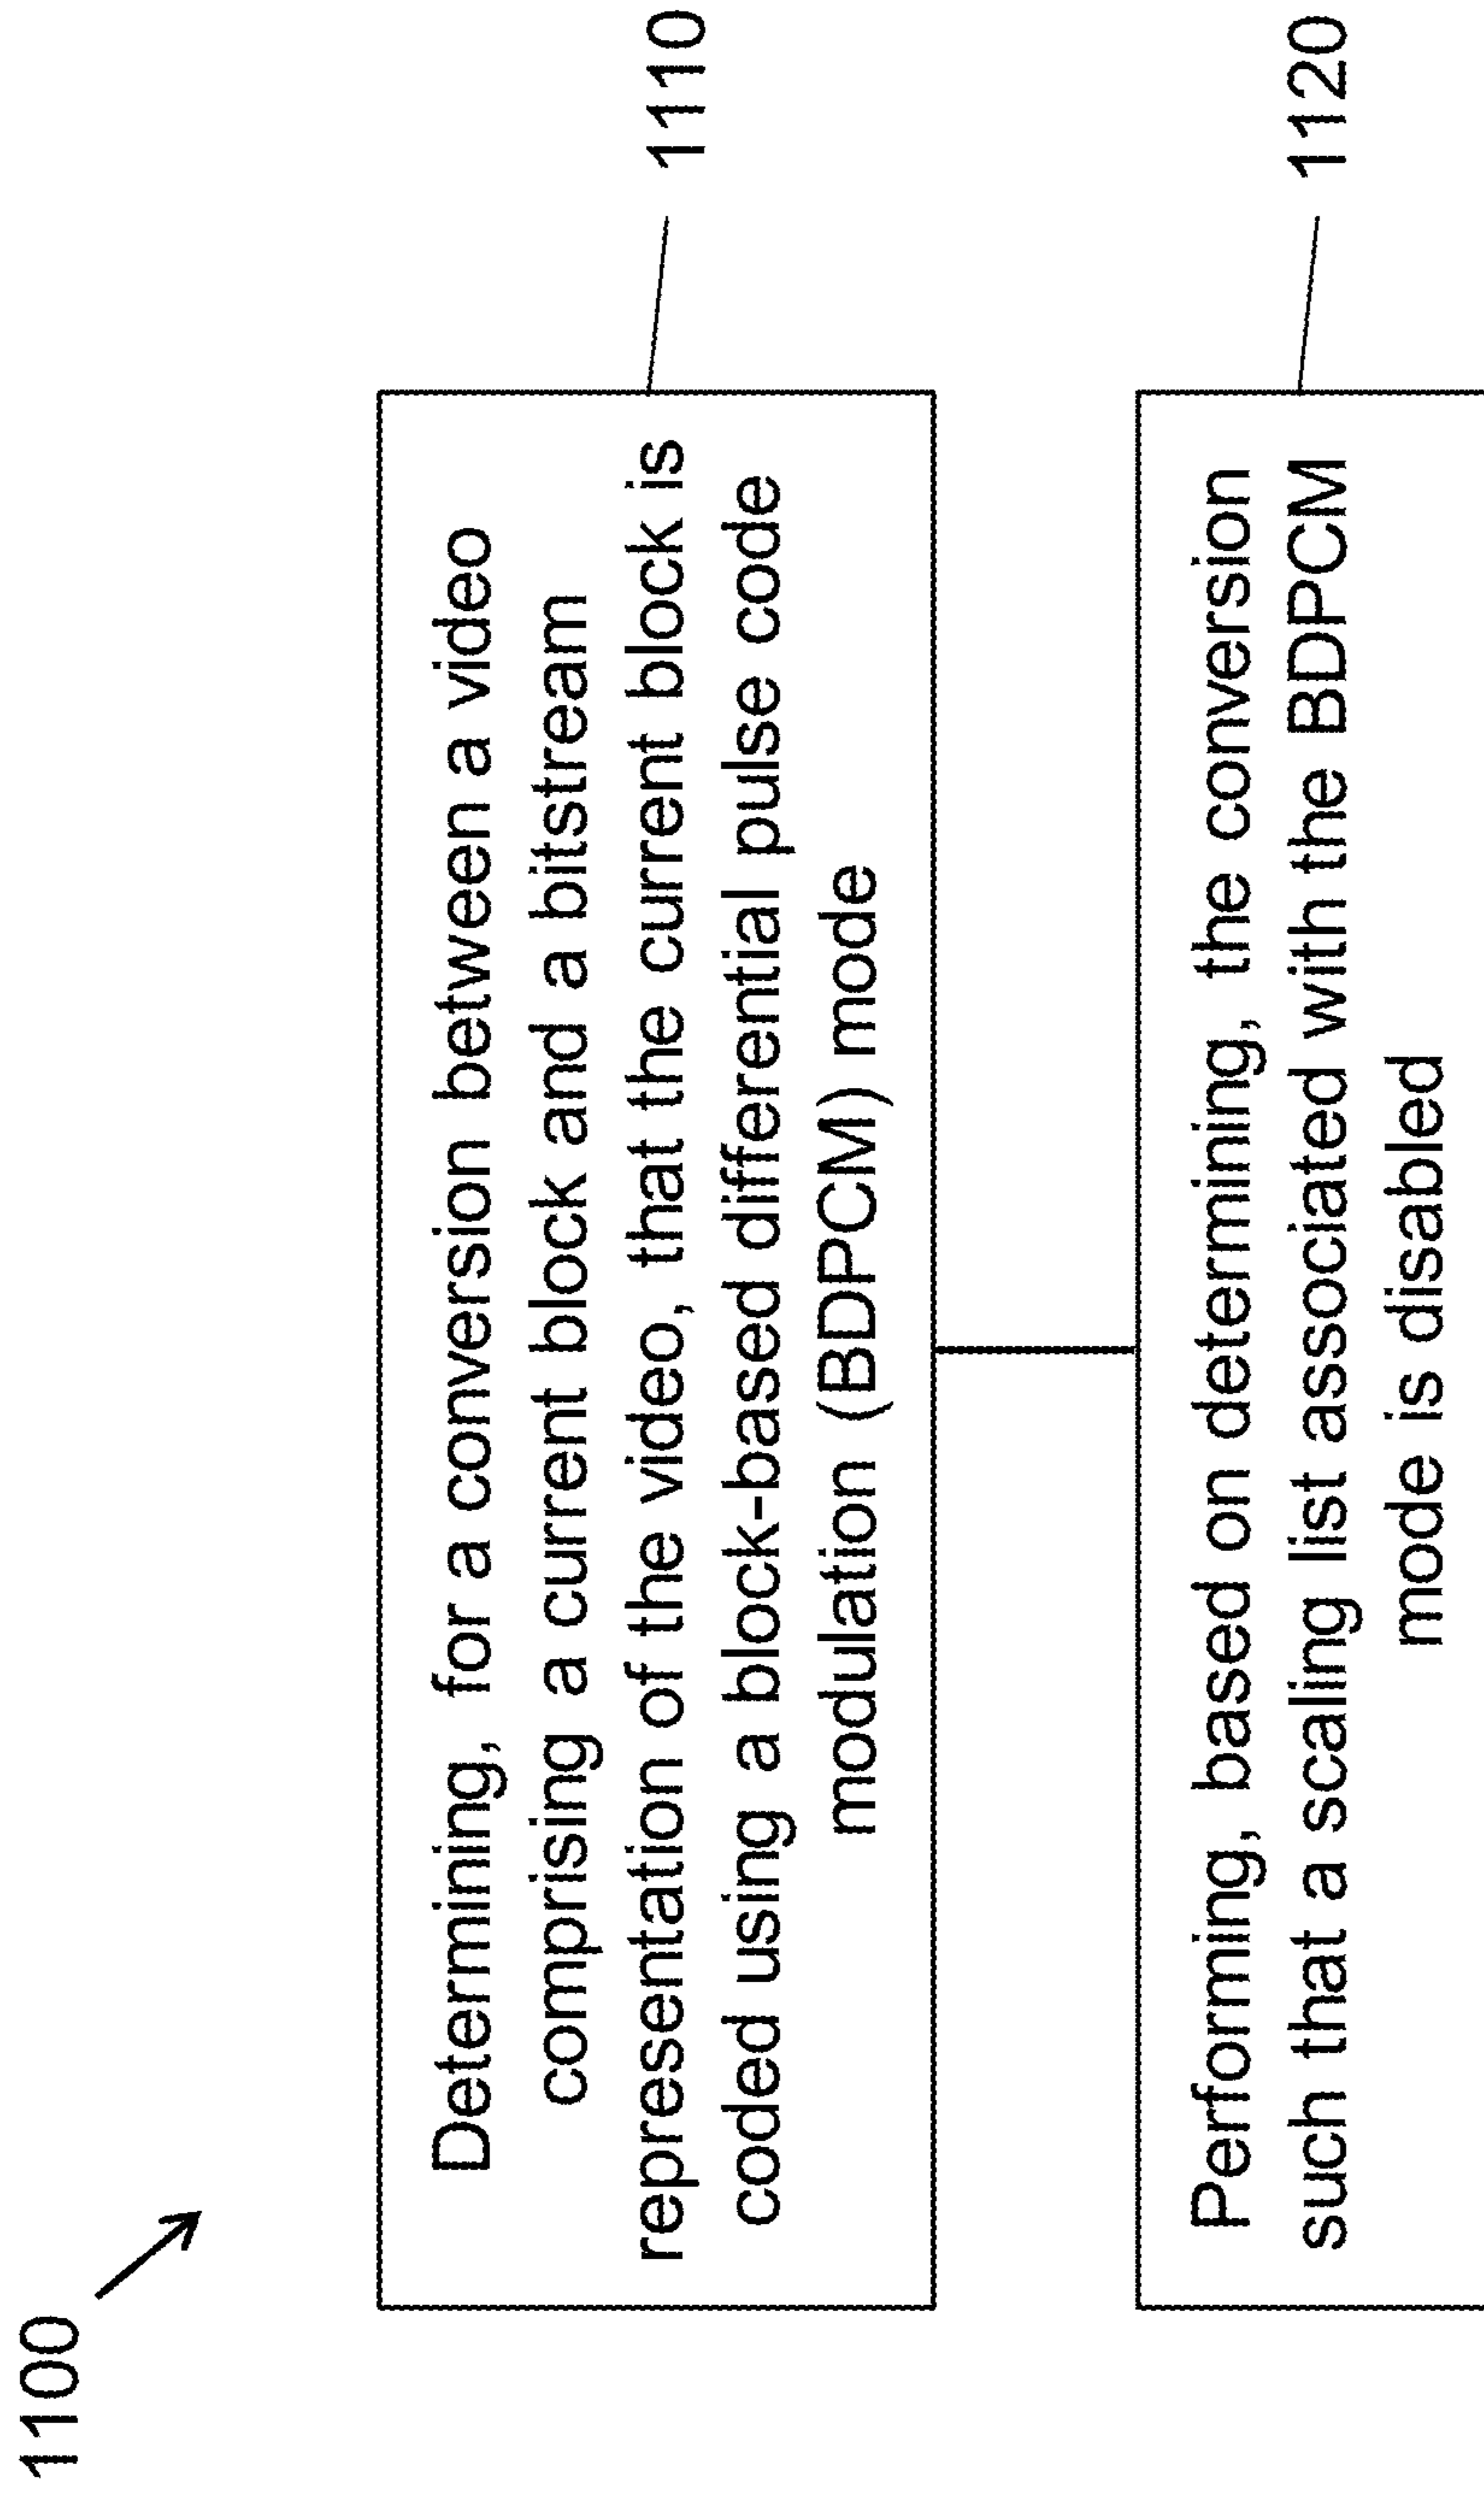 1100
Determining, for a conversion between a video
comprising a current block and a bitstream
representation of the video, that the current block is
coded using a block-based differential pulse code
modulation (BDPCM) mode
1110
Performing, based on determining, the conversion
such that a scaling list associated with the BDPCM
mode is disabled
1120